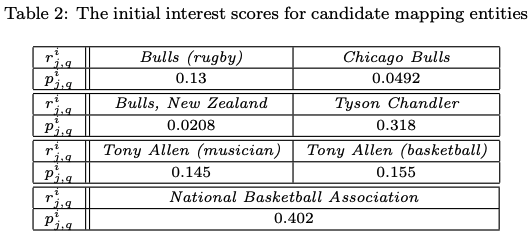 Table 2: The initial interest scores for candidate mapping entities
r^i_{j,q} Bulls (rugby) Chicago Bulls
p^i_{j,q} 0.13 0.0492
r^i_{j,q} Bulls, New Zealand Tyson Chandler
p^i_{j,q} 0.0208 0.318
r^i_{j,q} Tony Allen (musician) Tony Allen (basketball)
p^i_{j,q} 0.145 0.155
r^i_{j,q} National Basketball Association
p^i_{j,q} 0.402